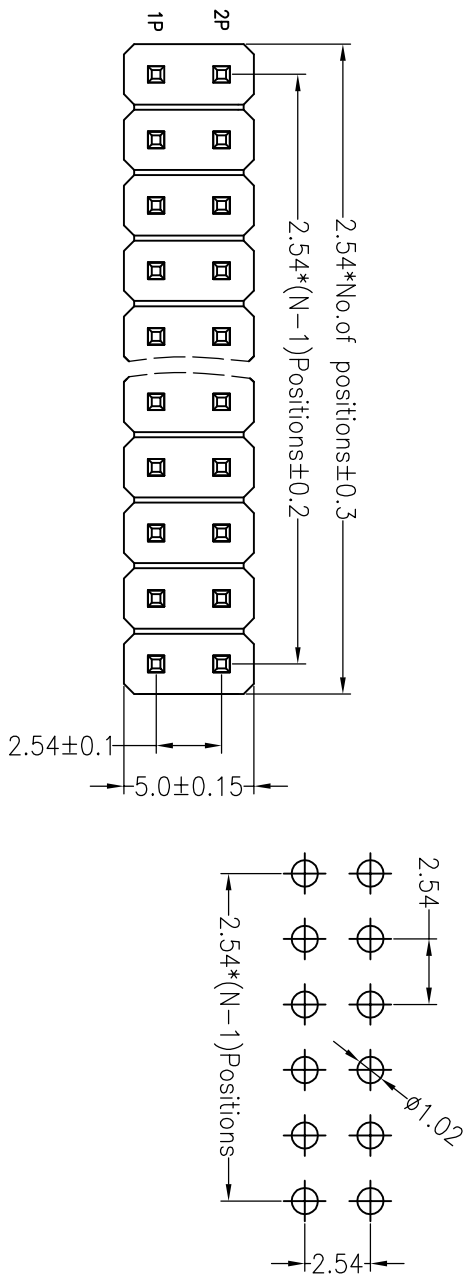 1P
2P
2.54*No.of positions±0.3
2.54*(N-1)Positions±0.2
2.54±0.1
5.0±0.15
2.54
ø1.02
2.54*(N-1)Positions
2.54